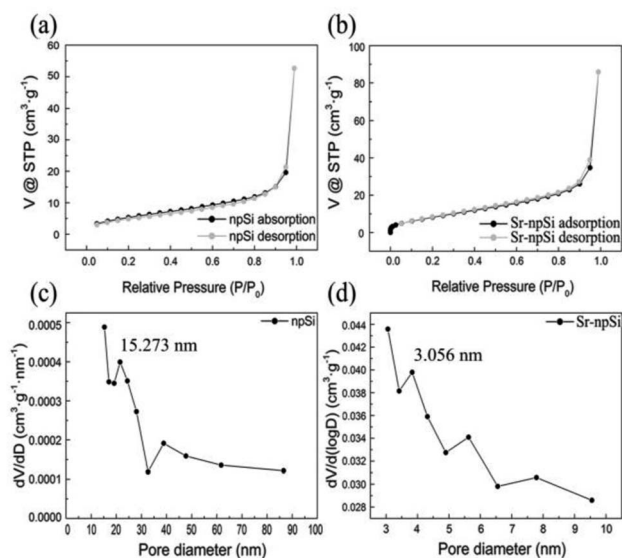 (a)
60
50
40
30
20
10
0
V @ STP (cm³·g⁻¹)
npSi absorption
npSi desorption
0.0 0.2 0.4 0.6 0.8 1.0
Relative Pressure (P/P₀)
(b)
100
80
60
40
20
0
V @ STP (cm³·g⁻¹)
Sr-npSi adsorption
Sr-npSi desorption
0.0 0.2 0.4 0.6 0.8 1.0
Relative Pressure (P/P₀)
(c)
0.0005
0.0004
0.0003
0.0002
0.0001
0.0000
dV/dD (cm³·g⁻¹·nm⁻¹)
npSi
15.273 nm
0 10 20 30 40 50 60 70 80 90 100
Pore diameter (nm)
(d)
0.044
0.042
0.040
0.038
0.036
0.034
0.032
0.030
0.028
dV/d(logD) (cm³·g⁻¹)
Sr-npSi
3.056 nm
3 4 5 6 7 8 9 10
Pore diameter (nm)